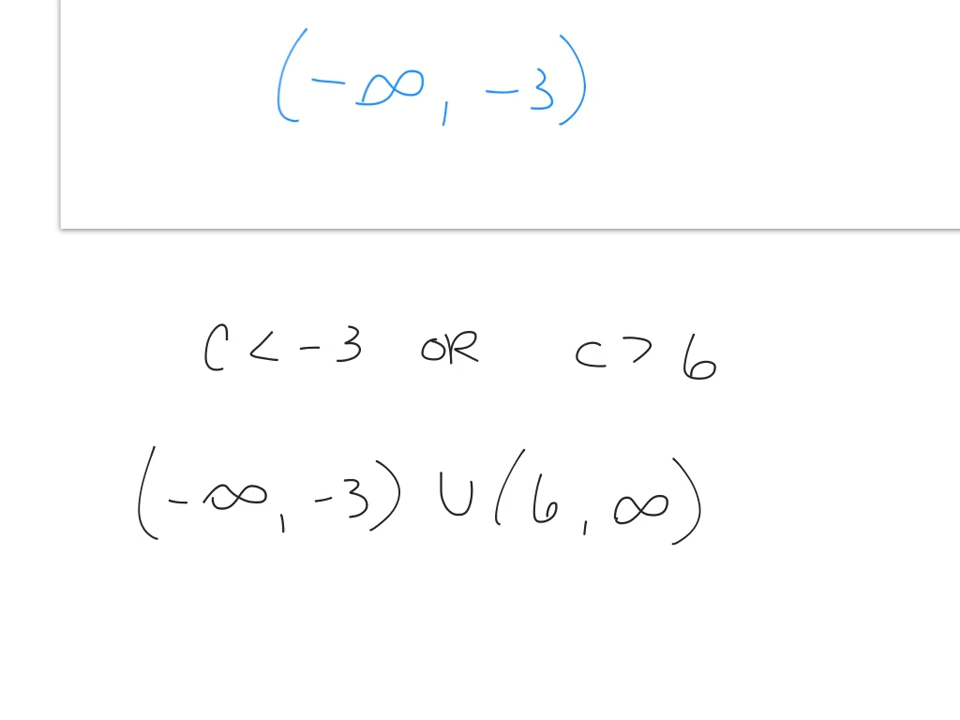 (-∞, -3)
C < -3 OR C > 6
(-∞, -3) ∪ (6, ∞)